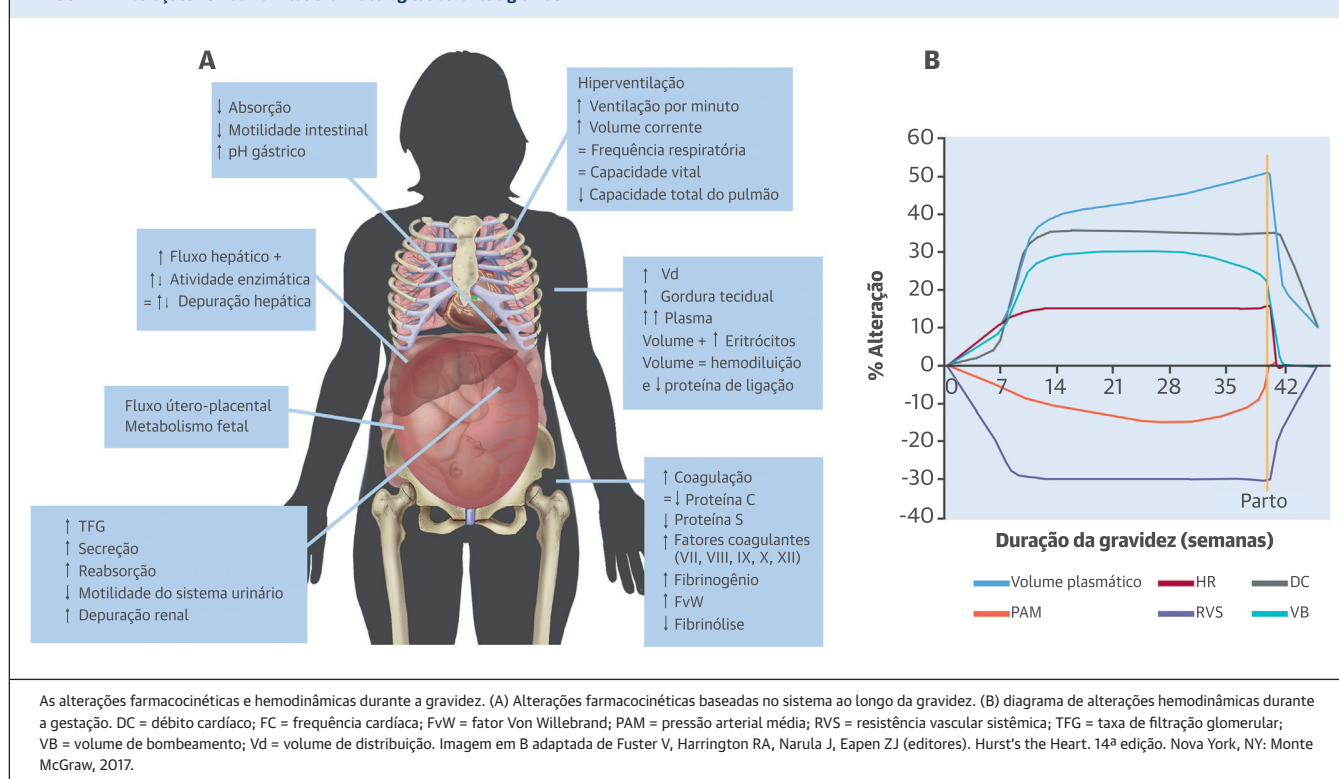 A
↓ Absorção
↓ Motilidade intestinal
↑ pH gástrico
Hiperventilação
↑ Ventilação por minuto
↑ Volume corrente
= Frequência respiratória
= Capacidade vital
↓ Capacidade total do pulmão
↑ Fluxo hepático +
↑↓ Atividade enzimática
= ↑↓ Depuração hepática
↑ Vd
↑ Gordura tecidual
↑↑ Plasma
Volume + ↑ Eritrócitos
Volume = hemodiluição
e ↓ proteína de ligação
Fluxo útero-placental
Metabolismo fetal
↑ Coagulação
=↓ Proteína C
↓ Proteína S
↑ Fatores coagulantes
(VII, VIII, IX, X, XII)
↑ Fibrinogênio
↑ FvW
↓ Fibrinólise
↑ TFG
↑ Secreção
↑ Reabsorção
↓ Motilidade do sistema urinário
↑ Depuração renal
B
% Alteração
60
50
40
30
20
10
0
-10
-20
-30
-40
0 7 14 21 28 35 42
Parto
Duração da gravidez (semanas)
Volume plasmático HR DC
PAM RVS VB
As alterações farmacocinéticas e hemodinâmicas durante a gravidez. (A) Alterações farmacocinéticas baseadas no sistema ao longo da gravidez. (B) diagrama de alterações hemodinâmicas durante
a gestação. DC = débito cardíaco; FC = frequência cardíaca; FvW = fator Von Willebrand; PAM = pressão arterial média; RVS = resistência vascular sistêmica; TFG = taxa de filtração glomerular;
VB = volume de bombeamento; Vd = volume de distribuição. Imagem em B adaptada de Fuster V, Harrington RA, Narula J, Eapen ZJ (editores). Hurst's the Heart. 14ª edição. Nova York, NY: Monte
McGraw, 2017.